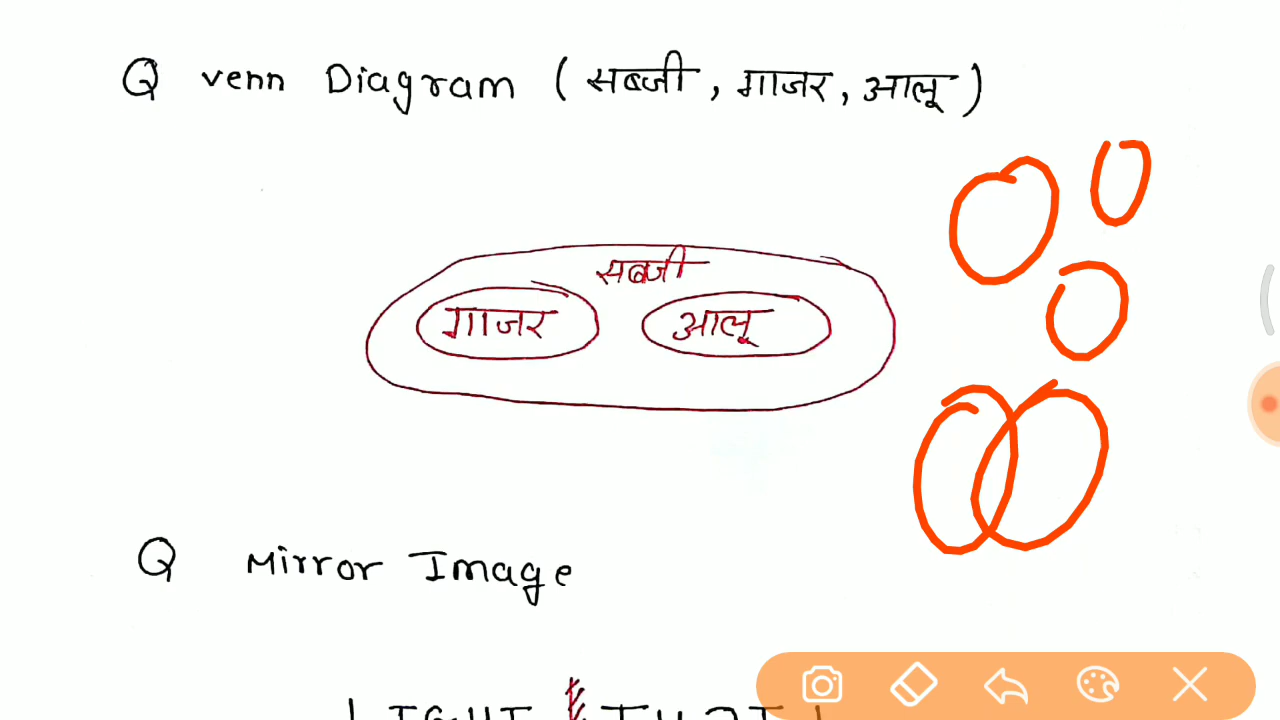 Q venn Diagram (सब्जी, गाजर, आलू)
सब्जी
गाजर आलू
Q Mirror Image